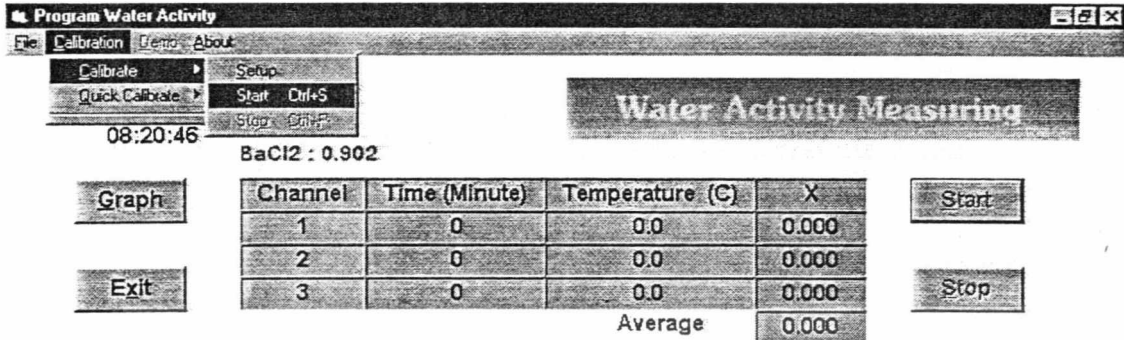 Program Water Activity
File Calibration Demo About
Calibrate Setup
Quick Calibrate Start Ctrl+S
Stop Ctrl+P
Water Activity Measuring
08:20:46
BaCl2 : 0.902
Graph
Channel Time (Minute) Temperature (C) X
1 0 0.0 0.000
2 0 0.0 0.000
3 0 0.0 0.000
Average 0.000
Start
Exit
Stop